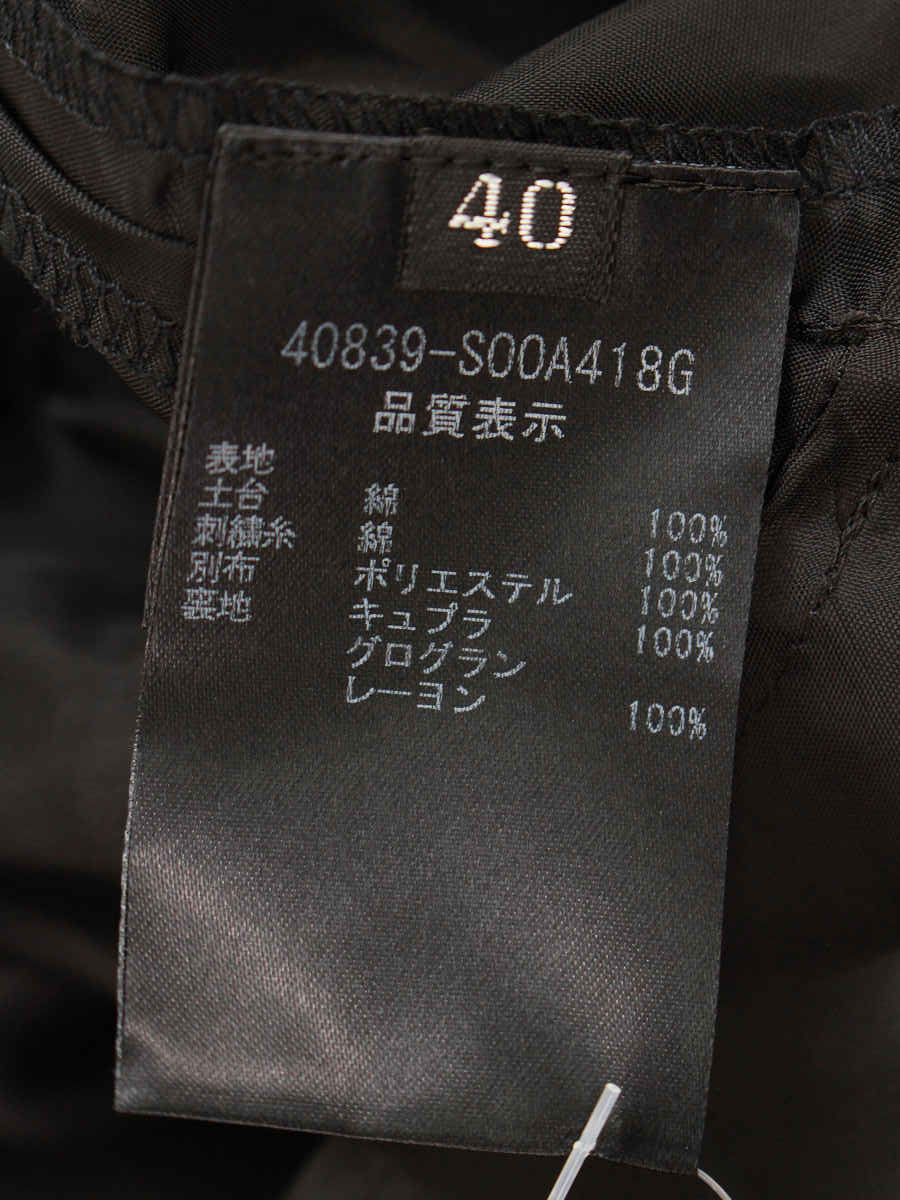 40
40839-S00A418G
品質表示
表地
土台 綿 100%
刺繍糸 綿 100%
別布 ポリエステル 100%
裏地 キュプラ 100%
グログラン
レーヨン 100%